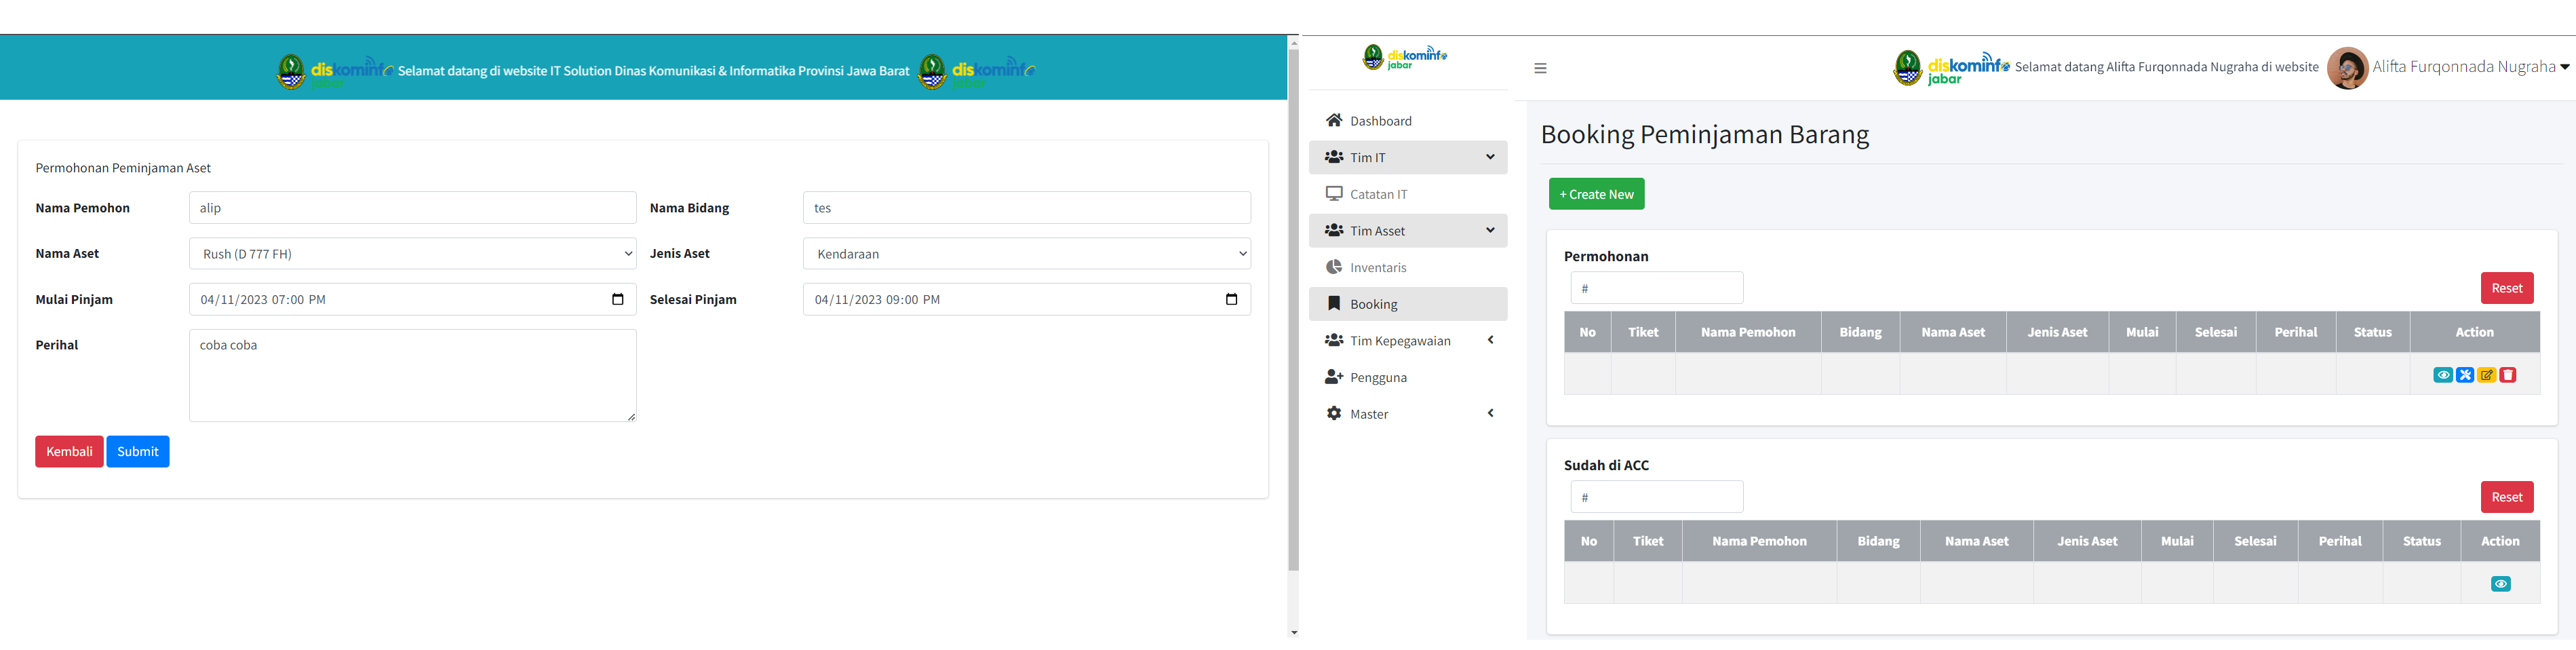 diskominfo jabar Selamat datang di website IT Solution Dinas Komunikasi & Informatika Provinsi Jawa Barat diskominfo jabar
Permohonan Peminjaman Aset
Nama Pemohon alip Nama Bidang tes
Nama Aset Rush (D 777 FH) Jenis Aset Kendaraan
Mulai Pinjam 04/11/2023 07:00 PM Selesai Pinjam 04/11/2023 09:00 PM
Perihal coba coba
Kembali Submit
diskominfo
jabar
Dashboard
Tim IT
Catatan IT
Tim Asset
Inventaris
Booking
Tim Kepegawaian
Pengguna
Master
diskominfo jabar Selamat datang Alifta Furqonnada Nugraha di website Alifta Furqonnada Nugraha
Booking Peminjaman Barang
+ Create New
Permohonan
# Reset
No Tiket Nama Pemohon Bidang Nama Aset Jenis Aset Mulai Selesai Perihal Status Action
Sudah di ACC
# Reset
No Tiket Nama Pemohon Bidang Nama Aset Jenis Aset Mulai Selesai Perihal Status Action